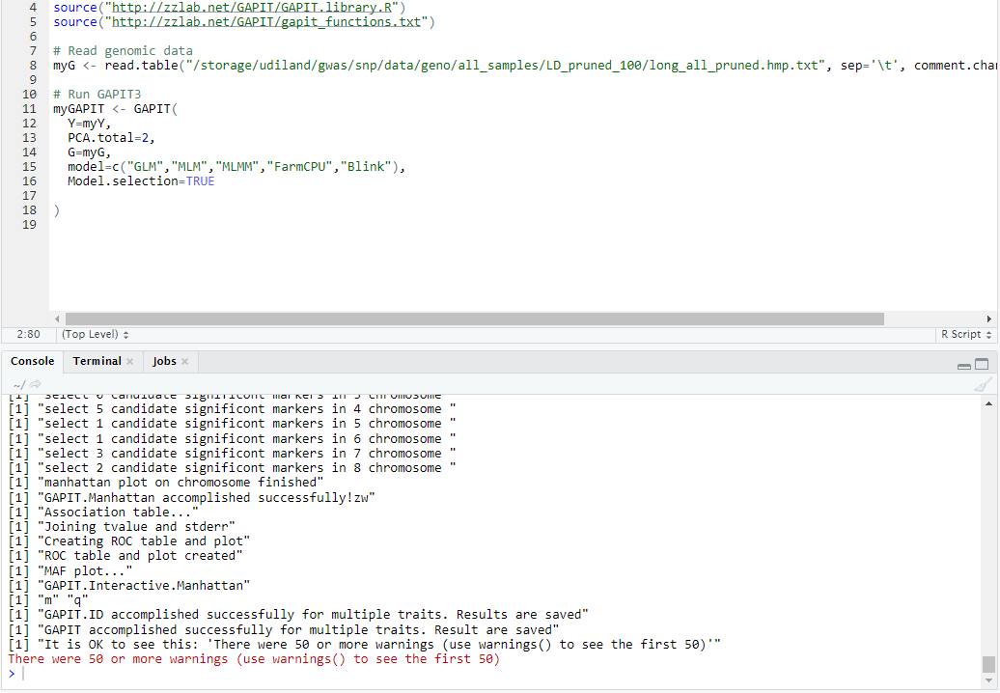 4 source("http://zzlab.net/GAPIT/GAPIT.library.R")
5 source("http://zzlab.net/GAPIT/gapit_functions.txt")
6
7 # Read genomic data
8 myG <- read.table("/storage/udiland/gwas/snp/data/geno/all_samples/LD_pruned_100/long_all_pruned.hmp.txt", sep='\t', comment.char
9
10 # Run GAPIT3
11 myGAPIT <- GAPIT(
12 Y=myY,
13 PCA.total=2,
14 G=myG,
15 model=c("GLM","MLM","MLMM","FarmCPU","Blink"),
16 Model.selection=TRUE
17
18 )
19
2:80 (Top Level) R Script
Console Terminal Jobs
~/
[1] "select 6 candidate significont markers in 3 chromosome "
[1] "select 5 candidate significont markers in 4 chromosome "
[1] "select 1 candidate significont markers in 5 chromosome "
[1] "select 1 candidate significont markers in 6 chromosome "
[1] "select 3 candidate significont markers in 7 chromosome "
[1] "select 2 candidate significont markers in 8 chromosome "
[1] "manhattan plot on chromosome finished"
[1] "GAPIT.Manhattan accomplished successfully!zw"
[1] "Association table..."
[1] "Joining tvalue and stderr"
[1] "Creating ROC table and plot"
[1] "ROC table and plot created"
[1] "MAF plot..."
[1] "GAPIT.Interactive.Manhattan"
[1] "m" "q"
[1] "GAPIT.ID accomplished successfully for multiple traits. Results are saved"
[1] "GAPIT accomplished successfully for multiple traits. Result are saved"
[1] "It is OK to see this: 'There were 50 or more warnings (use warnings() to see the first 50)'"
There were 50 or more warnings (use warnings() to see the first 50)
>